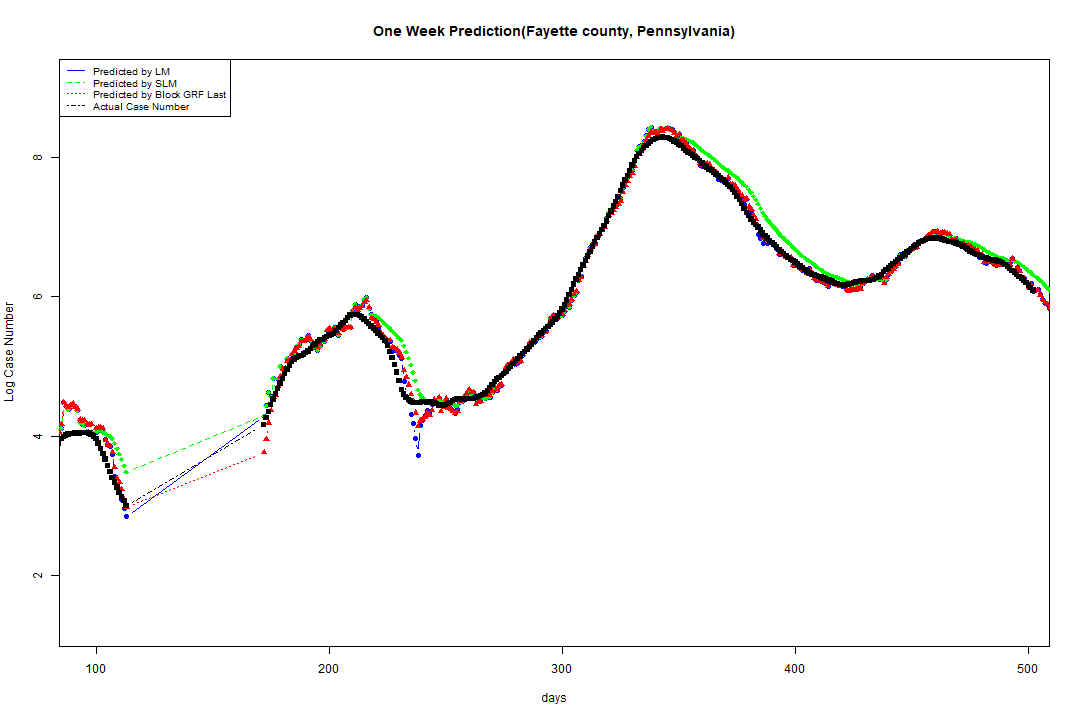 One Week Prediction(Fayette county, Pennsylvania)
Predicted by LM
Predicted by SLM
Predicted by Block GRF Last
Actual Case Number
Log Case Number
8
6
4
2
100 200 300 400 500
days